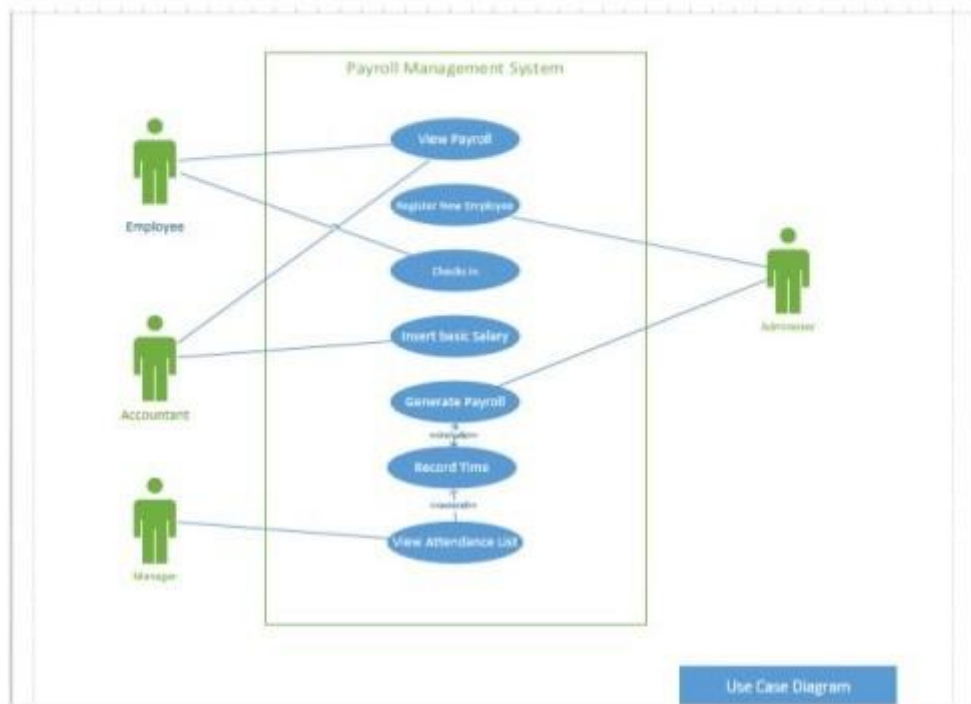 Payroll Management System
View Payroll
Register New Employee
Employee
Checks in
Insert basic Salary
Accountant
Generate Payroll
Record Time
View Attendance List
Manager
Use Case Diagram